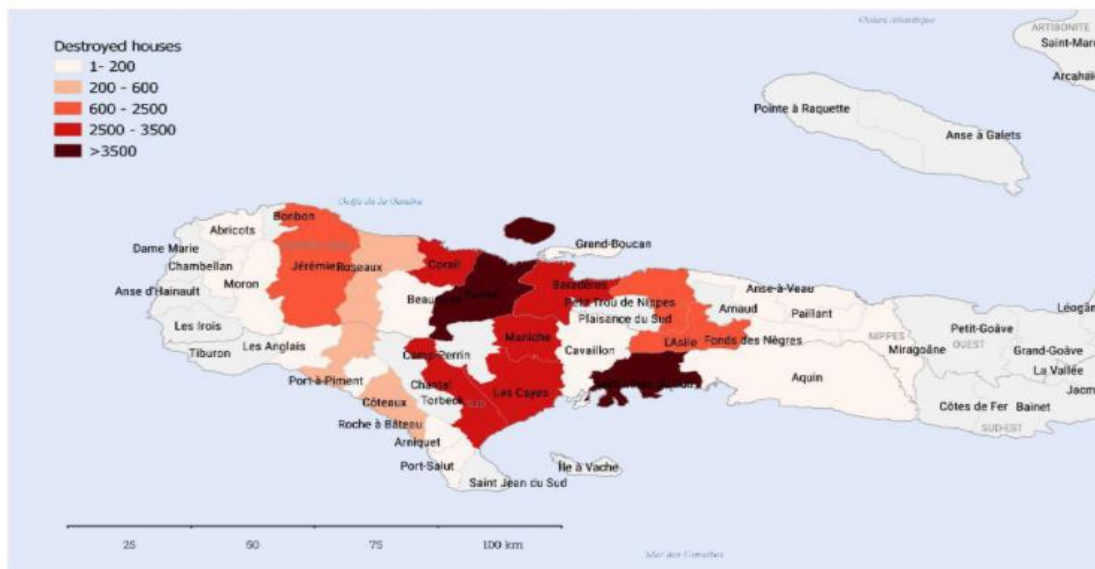 Destroyed houses
1- 200
200 - 600
600 - 2500
2500 - 3500
>3500
ARTIBONITE
Saint-Marc
Arcahaie
Pointe à Raquette
Anse à Galets
Golfe de la Gonâve
Bonbon
Abricots
Dame Marie
Grand-Boucan
Chambellan
Jérémie
Roseaux
Corail
Moron
Baradères
Anse d'Hainault
Petit Trou de Nippes
Anse-à-Veau
Arnaud
Paillant
Léogâne
Les Irois
Plaisance du Sud
NIPPES
Petit-Goâve
OUEST
Tiburon
Les Anglais
Maniche
Cavaillon
L'Asile
Fonds des Nègres
Miragoâne
Grand-Goâve
Camp-Perrin
La Vallée
Port-à-Piment
Chantal
Aquin
Côteaux
Torbeck
Les Cayes
Côtes de Fer
Bainet
Jacm
Roche à Bâteau
SUD-EST
Arniquet
Port-Salut
Île à Vache
Saint Jean du Sud
25 50 75 100 km